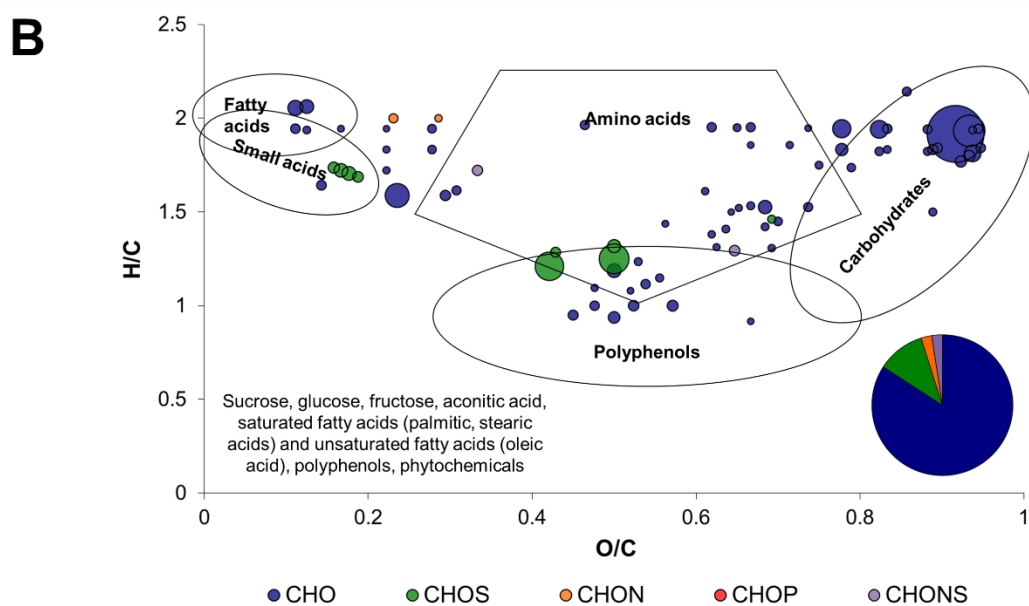 B
2.5
2
1.5
1
0.5
0
H/C
Fatty
acids
Small acids
Amino acids
Carbohydrates
Polyphenols
Sucrose, glucose, fructose, aconitic acid,
saturated fatty acids (palmitic, stearic
acids) and unsaturated fatty acids (oleic
acid), polyphenols, phytochemicals
0 0.2 0.4 0.6 0.8 1
O/C
CHO CHOS CHON CHOP CHONS